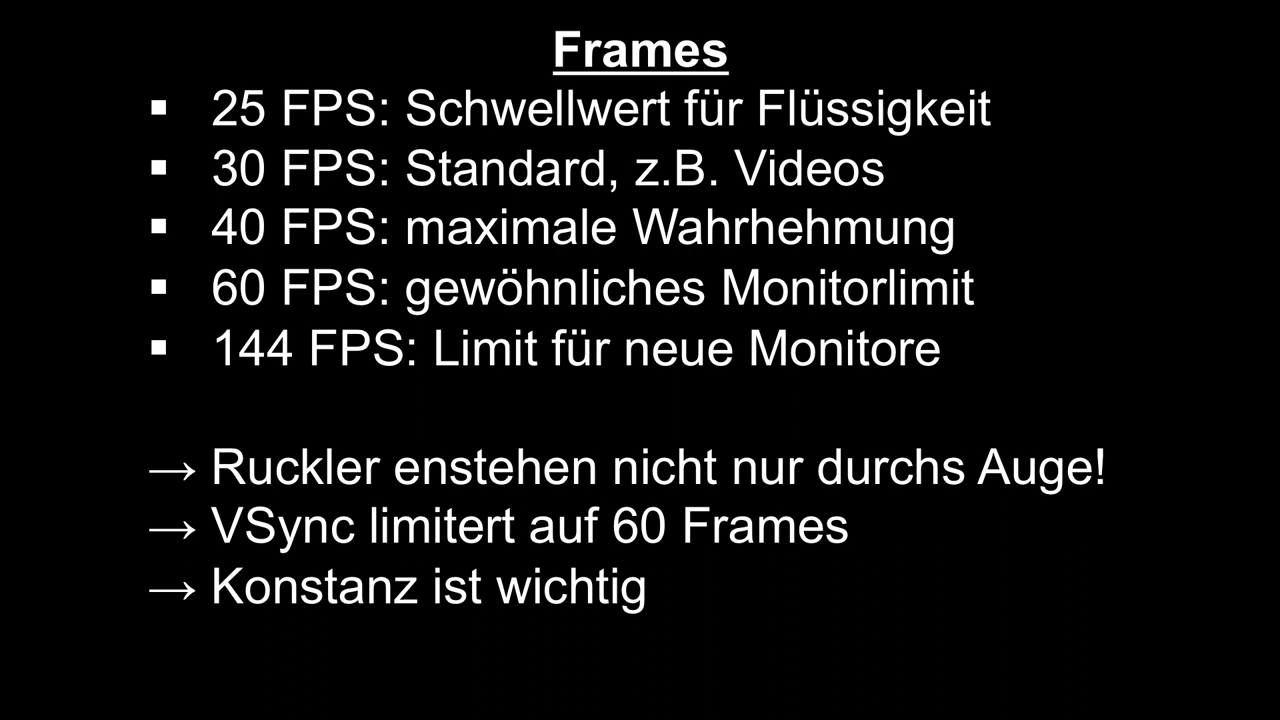 Frames
▪ 25 FPS: Schwellwert für Flüssigkeit
▪ 30 FPS: Standard, z.B. Videos
▪ 40 FPS: maximale Wahrhehmung
▪ 60 FPS: gewöhnliches Monitorlimit
▪ 144 FPS: Limit für neue Monitore
→ Ruckler enstehen nicht nur durchs Auge!
→ VSync limitert auf 60 Frames
→ Konstanz ist wichtig